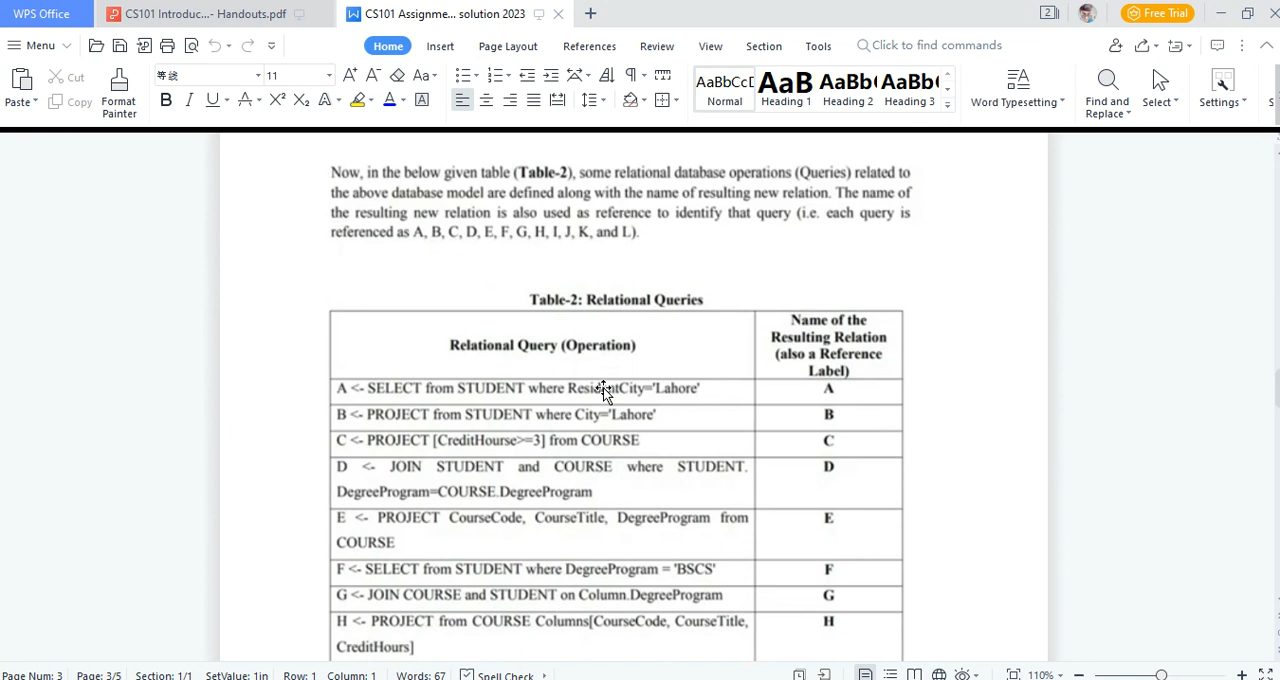 WPS Office
CS101 Introduc...- Handouts.pdf
CS101 Assignme... solution 2023
Free Trial
Menu
Home
Insert
Page Layout
References
Review
View
Section
Tools
Click to find commands
Paste
Cut
Copy
Format
Painter
11
AaBbCcD
Normal
AaB
Heading 1
AaBb
Heading 2
AaBb
Heading 3
Word Typesetting
Find and
Replace
Select
Settings
Now, in the below given table (Table-2), some relational database operations (Queries) related to
the above database model are defined along with the name of resulting new relation. The name of
the resulting new relation is also used as reference to identify that query (i.e. each query is
referenced as A, B, C, D, E, F, G, H, I, J, K, and L).
Table-2: Relational Queries
Relational Query (Operation)
Name of the
Resulting Relation
(also a Reference
Label)
A <- SELECT from STUDENT where ResidentCity='Lahore'
A
B <- PROJECT from STUDENT where City='Lahore'
B
C <- PROJECT [CreditHourse>=3] from COURSE
C
D <- JOIN STUDENT and COURSE where STUDENT.
DegreeProgram=COURSE.DegreeProgram
D
E <- PROJECT CourseCode, CourseTitle, DegreeProgram from
COURSE
E
F <- SELECT from STUDENT where DegreeProgram = 'BSCS'
F
G <- JOIN COURSE and STUDENT on Column.DegreeProgram
G
H <- PROJECT from COURSE Columns[CourseCode, CourseTitle,
CreditHours]
H
Page Num: 3
Page: 3/5
Section: 1/1
SetValue: 1in
Row: 1
Column: 1
Words: 67
Spell Check
110%